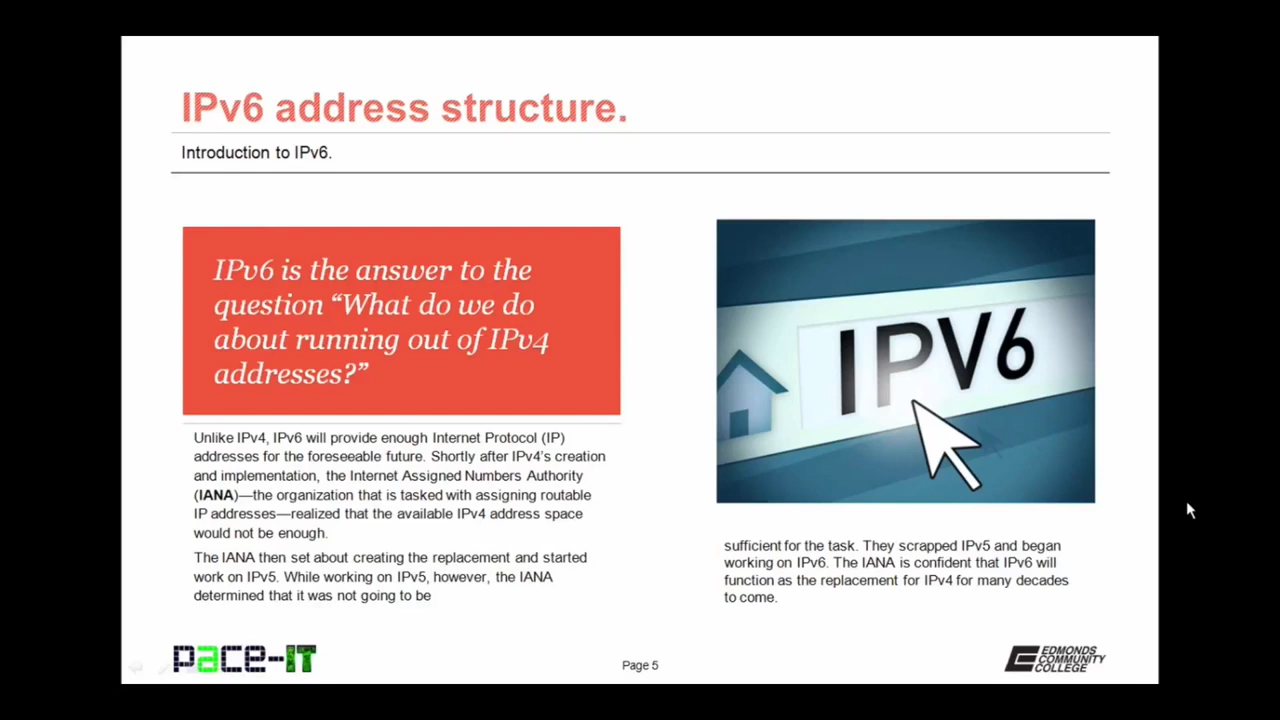 IPv6 address structure.
Introduction to IPv6.
IPv6 is the answer to the
question “What do we do
about running out of IPv4
addresses?”
Unlike IPv4, IPv6 will provide enough Internet Protocol (IP)
addresses for the foreseeable future. Shortly after IPv4's creation
and implementation, the Internet Assigned Numbers Authority
(IANA)—the organization that is tasked with assigning routable
IP addresses—realized that the available IPv4 address space
would not be enough.
The IANA then set about creating the replacement and started
work on IPv5. While working on IPv5, however, the IANA
determined that it was not going to be
IPV6
sufficient for the task. They scrapped IPv5 and began
working on IPv6. The IANA is confident that IPv6 will
function as the replacement for IPv4 for many decades
to come.
pace-IT
Page 5
EDMONDS
COMMUNITY
COLLEGE